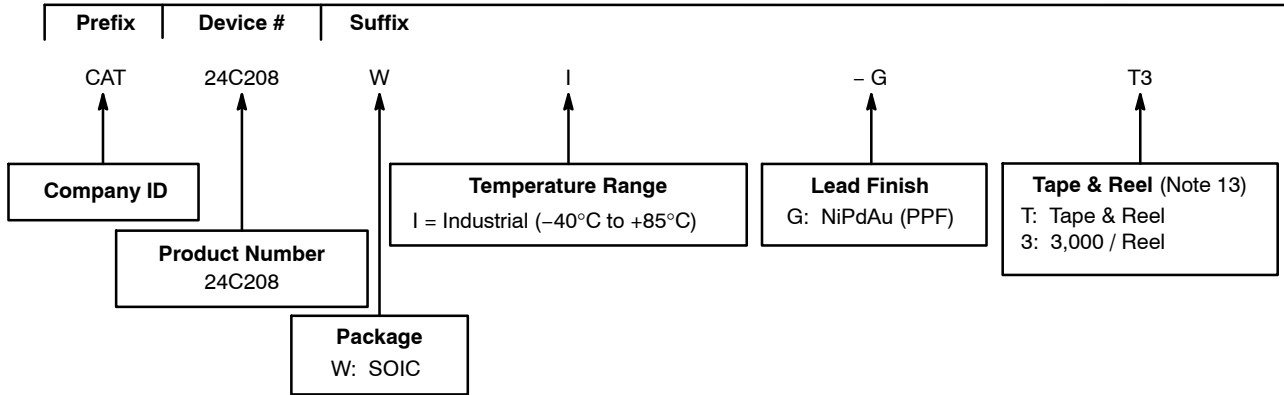 Prefix Device # Suffix
CAT 24C208 W I – G T3
Company ID
Temperature Range
I = Industrial (−40°C to +85°C)
Lead Finish
G: NiPdAu (PPF)
Tape & Reel (Note 13)
T: Tape & Reel
3: 3,000 / Reel
Product Number
24C208
Package
W: SOIC